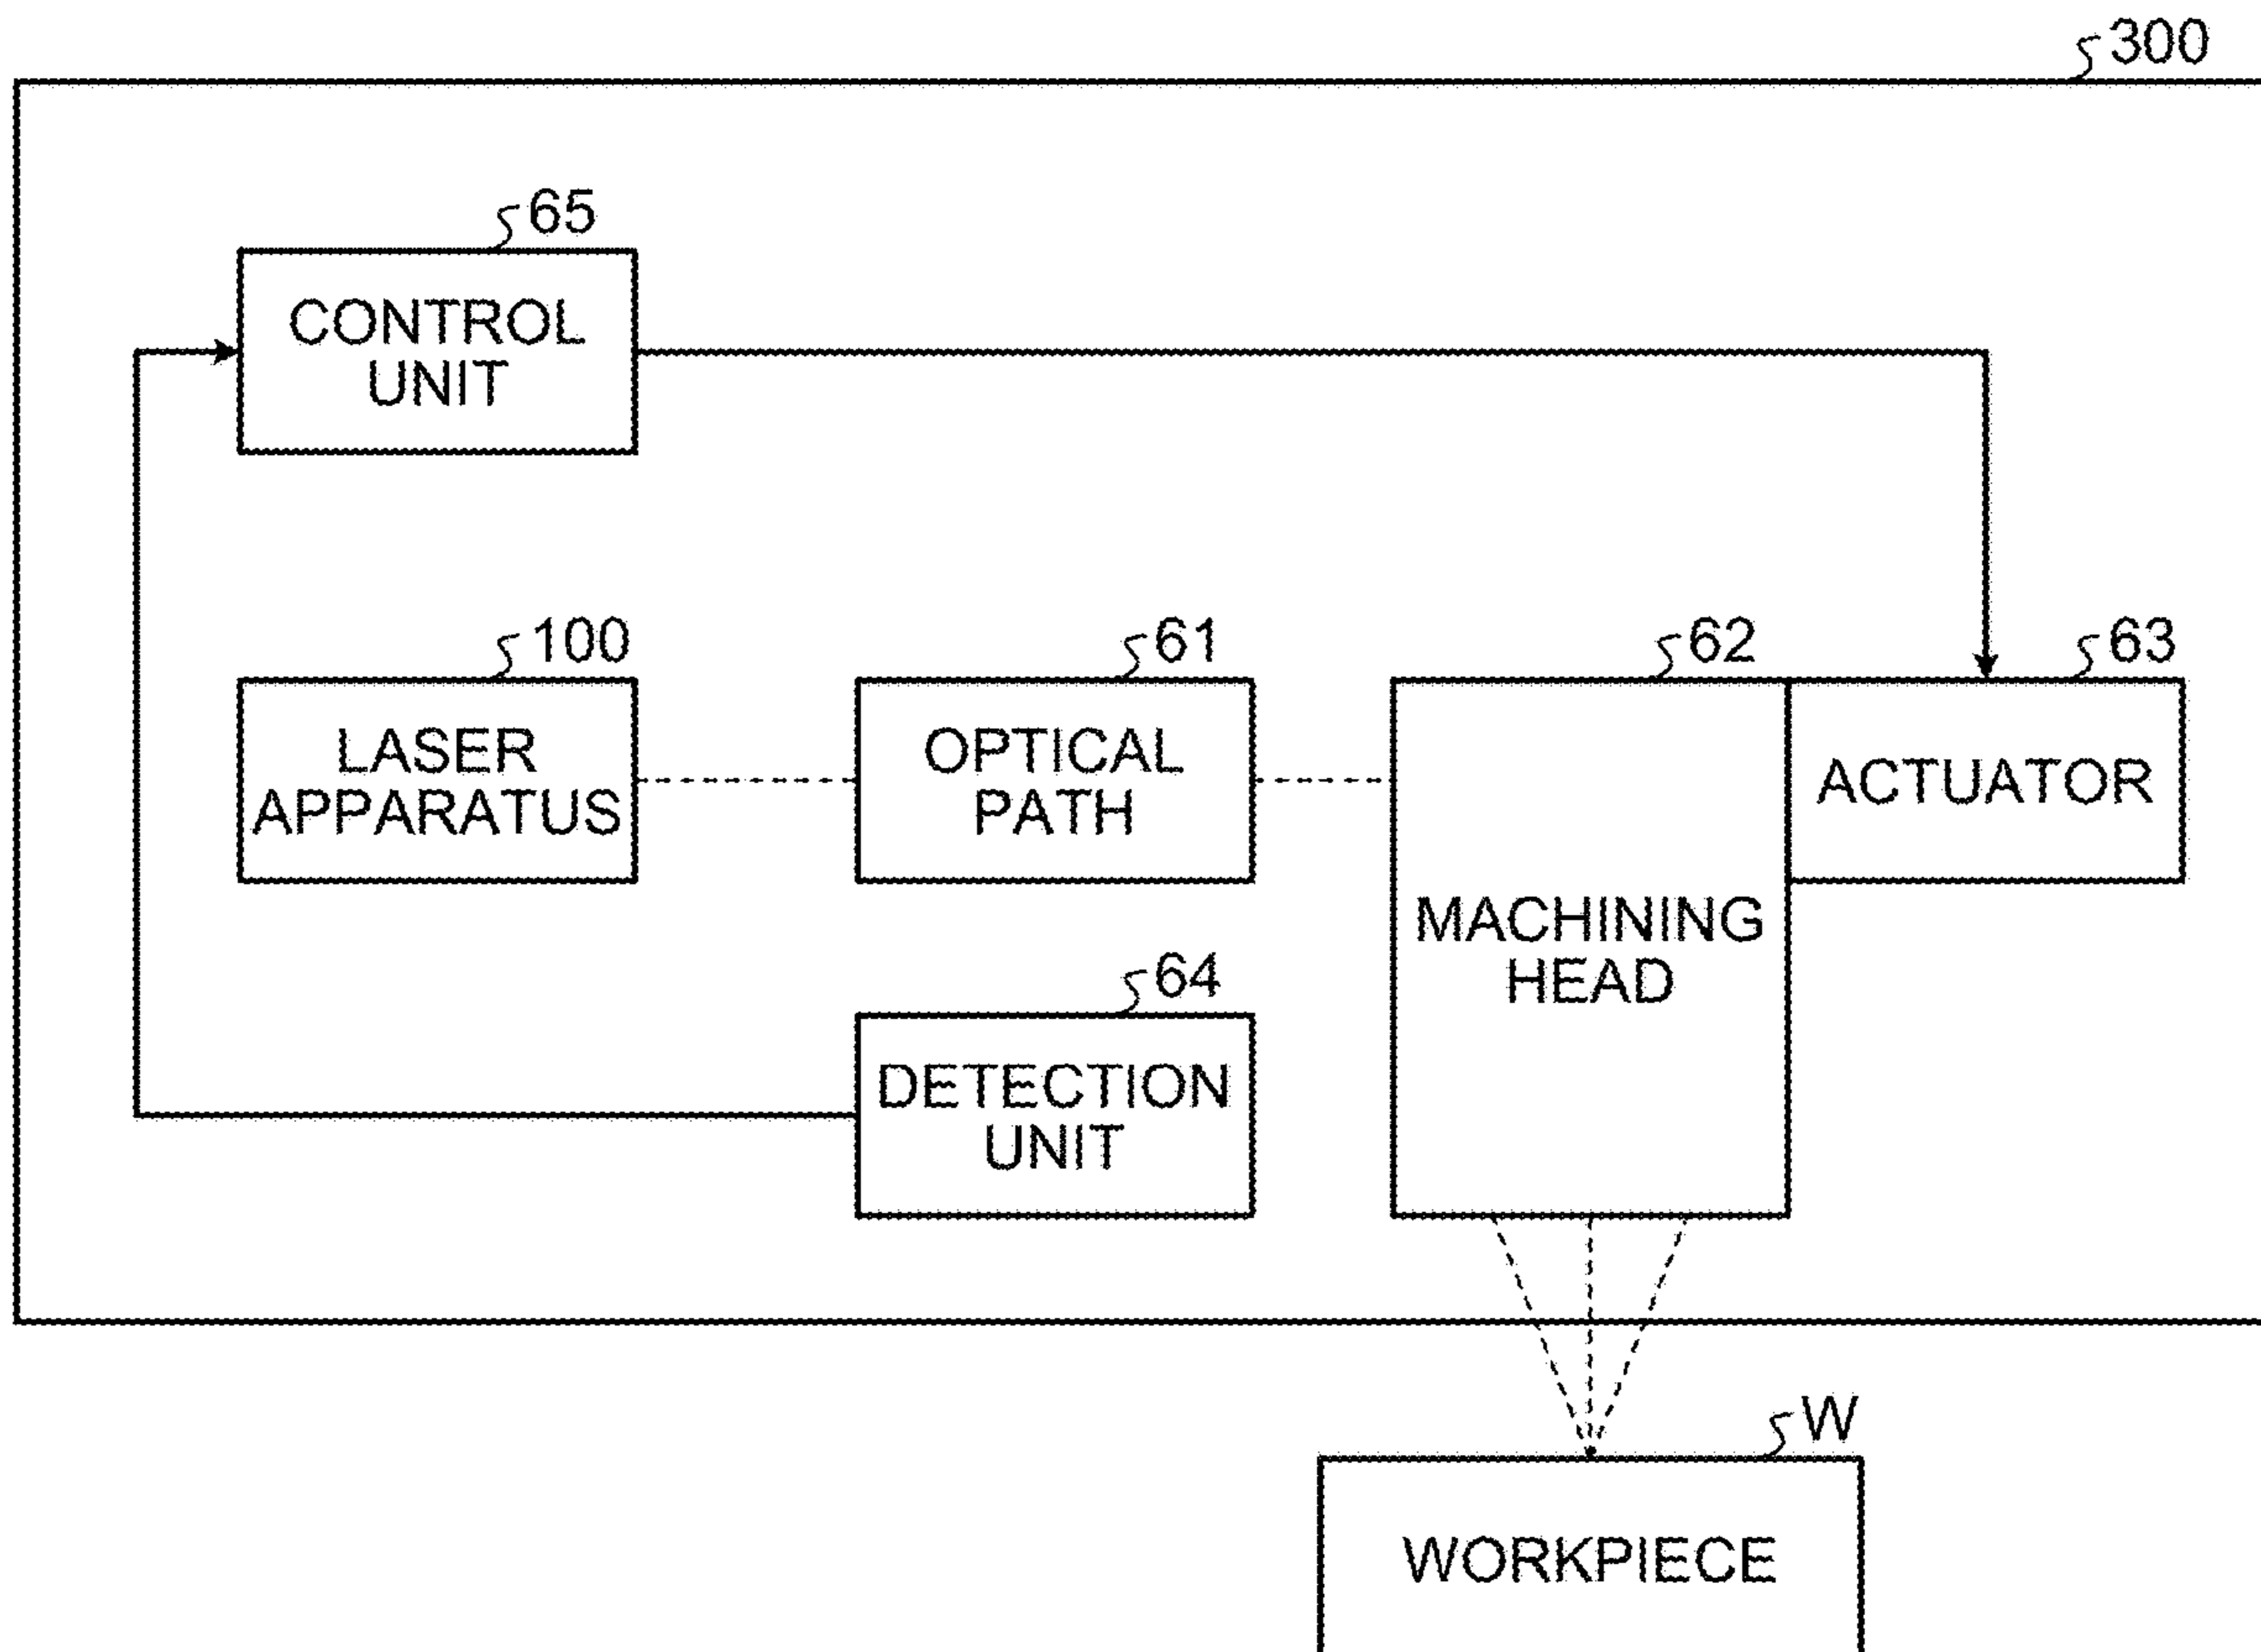 300
65
CONTROL
UNIT
100
61
62
63
LASER
APPARATUS
OPTICAL
PATH
ACTUATOR
MACHINING
HEAD
64
DETECTION
UNIT
W
WORKPIECE